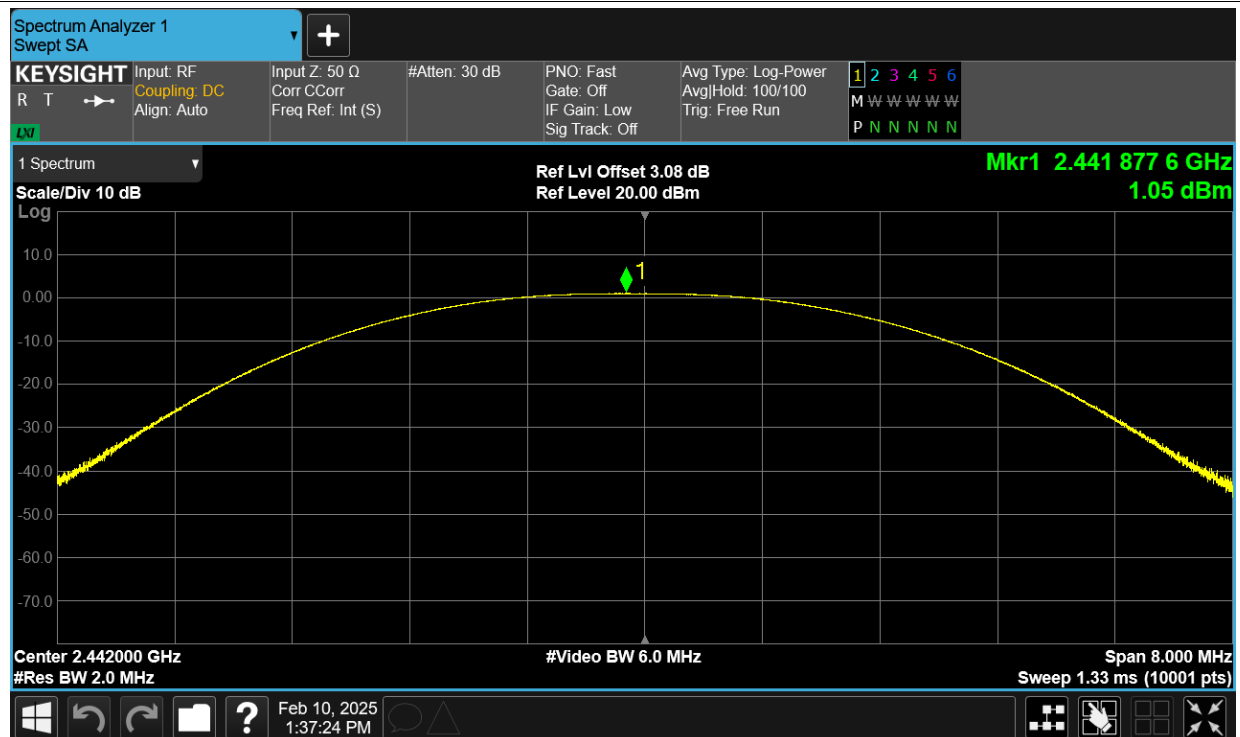 Spectrum Analyzer 1
Swept SA
KEYSIGHT
R T
LXI
Input: RF
Coupling: DC
Align: Auto
Input Z: 50 Ω
Corr CCorr
Freq Ref: Int (S)
#Atten: 30 dB
PNO: Fast
Gate: Off
IF Gain: Low
Sig Track: Off
Avg Type: Log-Power
Avg|Hold: 100/100
Trig: Free Run
1 2 3 4 5 6
M W W W W W
P N N N N N
1 Spectrum
Scale/Div 10 dB
Ref Lvl Offset 3.08 dB
Ref Level 20.00 dBm
Mkr1 2.441 877 6 GHz
1.05 dBm
Log
10.0
0.00
-10.0
-20.0
-30.0
-40.0
-50.0
-60.0
-70.0
1
Center 2.442000 GHz
#Res BW 2.0 MHz
#Video BW 6.0 MHz
Span 8.000 MHz
Sweep 1.33 ms (10001 pts)
?
Feb 10, 2025
1:37:24 PM